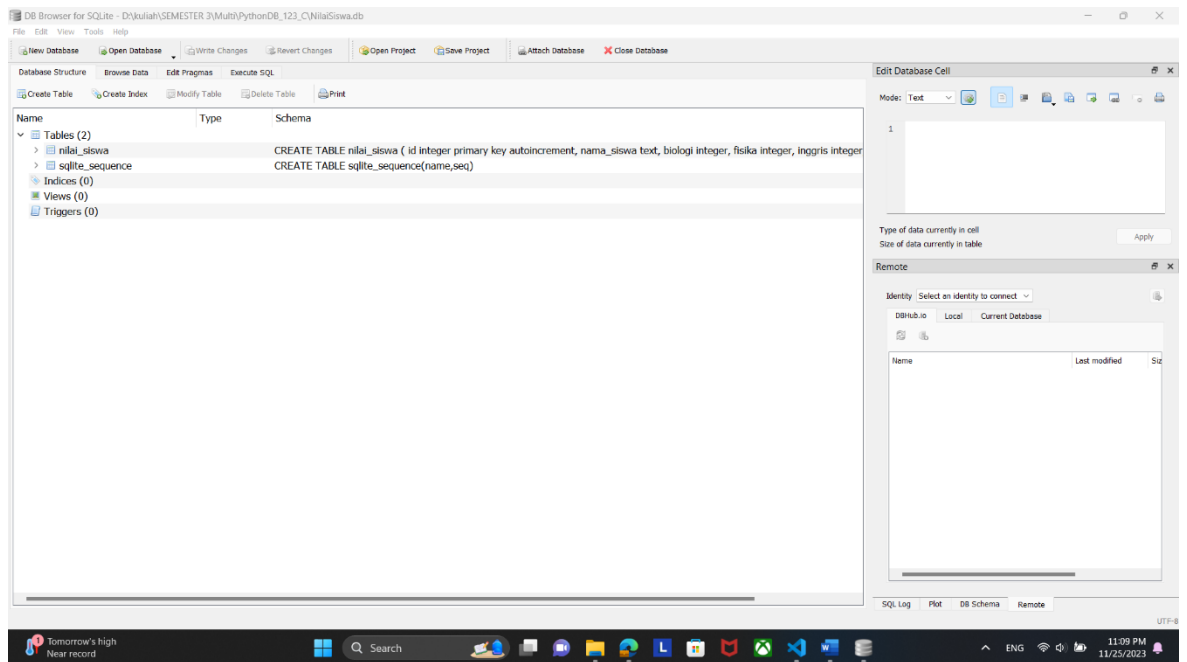 DB Browser for SQLite - D:\kuliah\SEMESTER 3\Multi\PythonDB_123_C\NilaiSiswa.db
File Edit View Tools Help
New Database Open Database Write Changes Revert Changes Open Project Save Project Attach Database Close Database
Database Structure Browse Data Edit Pragmas Execute SQL
Create Table Create Index Modify Table Delete Table Print
Name Type Schema
Tables (2)
nilai_siswa CREATE TABLE nilai_siswa ( id integer primary key autoincrement, nama_siswa text, biologi integer, fisika integer, inggris integer
sqlite_sequence CREATE TABLE sqlite_sequence(name,seq)
Indices (0)
Views (0)
Triggers (0)
Edit Database Cell
Mode: Text
1
Type of data currently in cell
Size of data currently in table
Apply
Remote
Identity Select an identity to connect
DBHub.io Local Current Database
Name Last modified Siz
SQL Log Plot DB Schema Remote
UTF-8
1 Tomorrow's high
Near record
Search
L
W
ENG
11:09 PM
11/25/2023